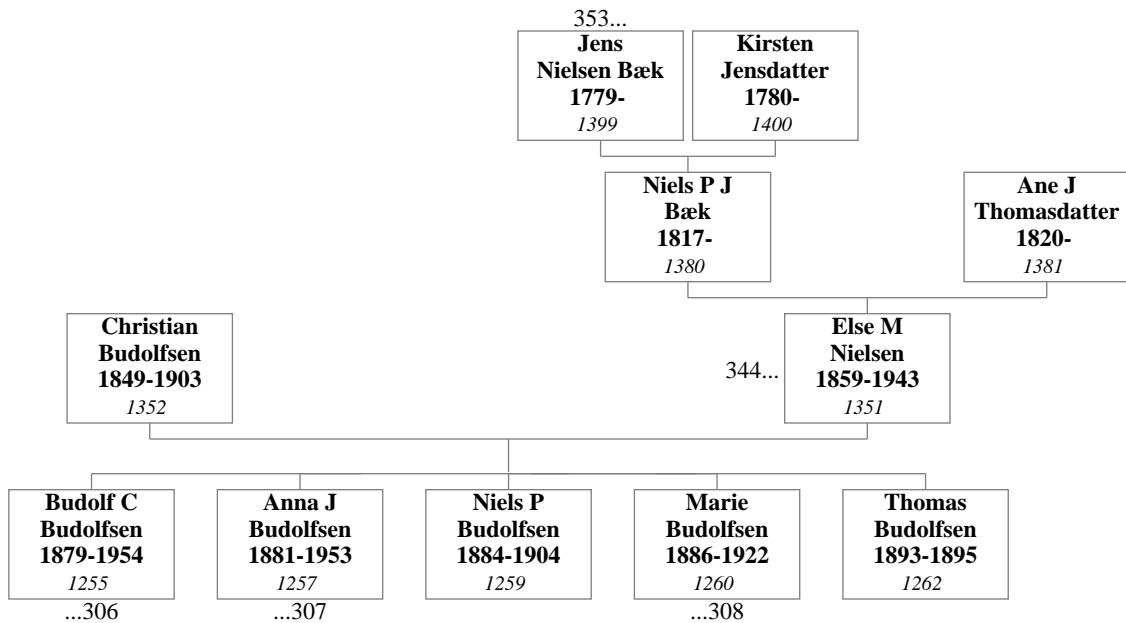 353...
Jens
Nielsen Bæk
1779-
1399
Kirsten
Jensdatter
1780-
1400
Niels P J
Bæk
1817-
1380
Ane J
Thomasdatter
1820-
1381
Christian
Budolfsen
1849-1903
1352
344...
Else M
Nielsen
1859-1943
1351
Budolf C
Budolfsen
1879-1954
1255
...306
Anna J
Budolfsen
1881-1953
1257
...307
Niels P
Budolfsen
1884-1904
1259
Marie
Budolfsen
1886-1922
1260
...308
Thomas
Budolfsen
1893-1895
1262